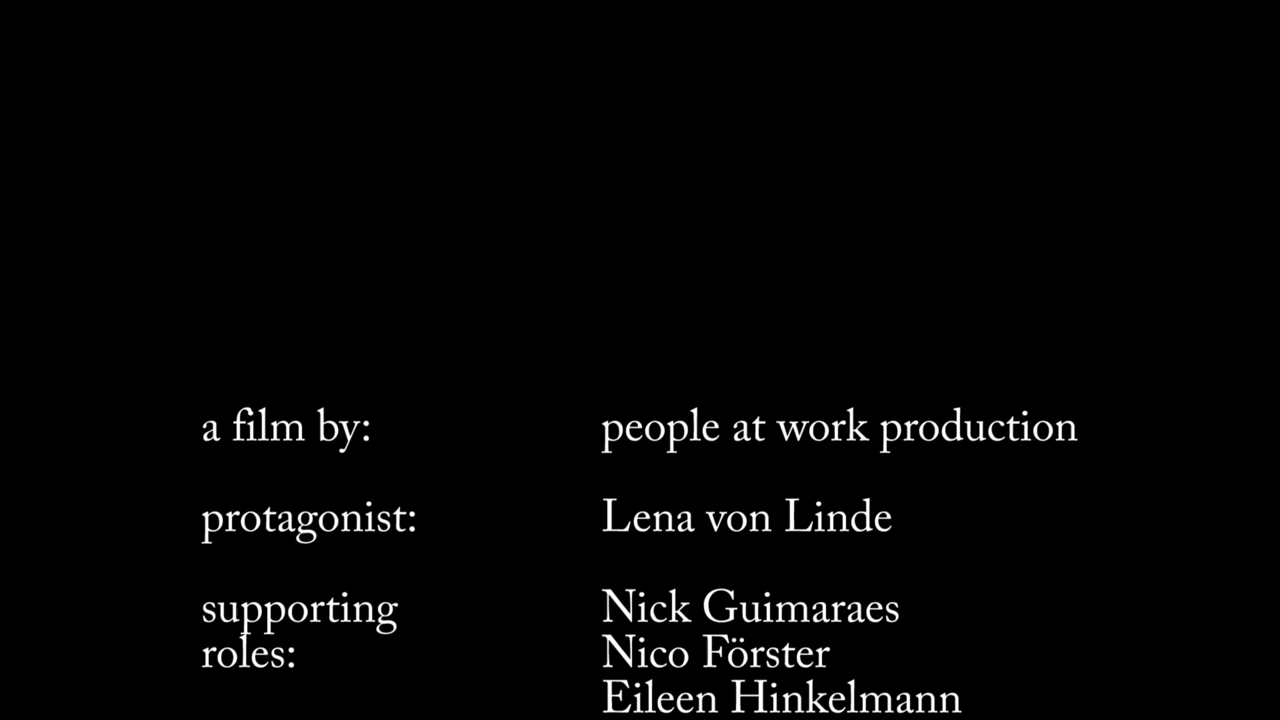 a film by: people at work production
protagonist: Lena von Linde
supporting Nick Guimaraes
roles: Nico Förster
Eileen Hinkelmann